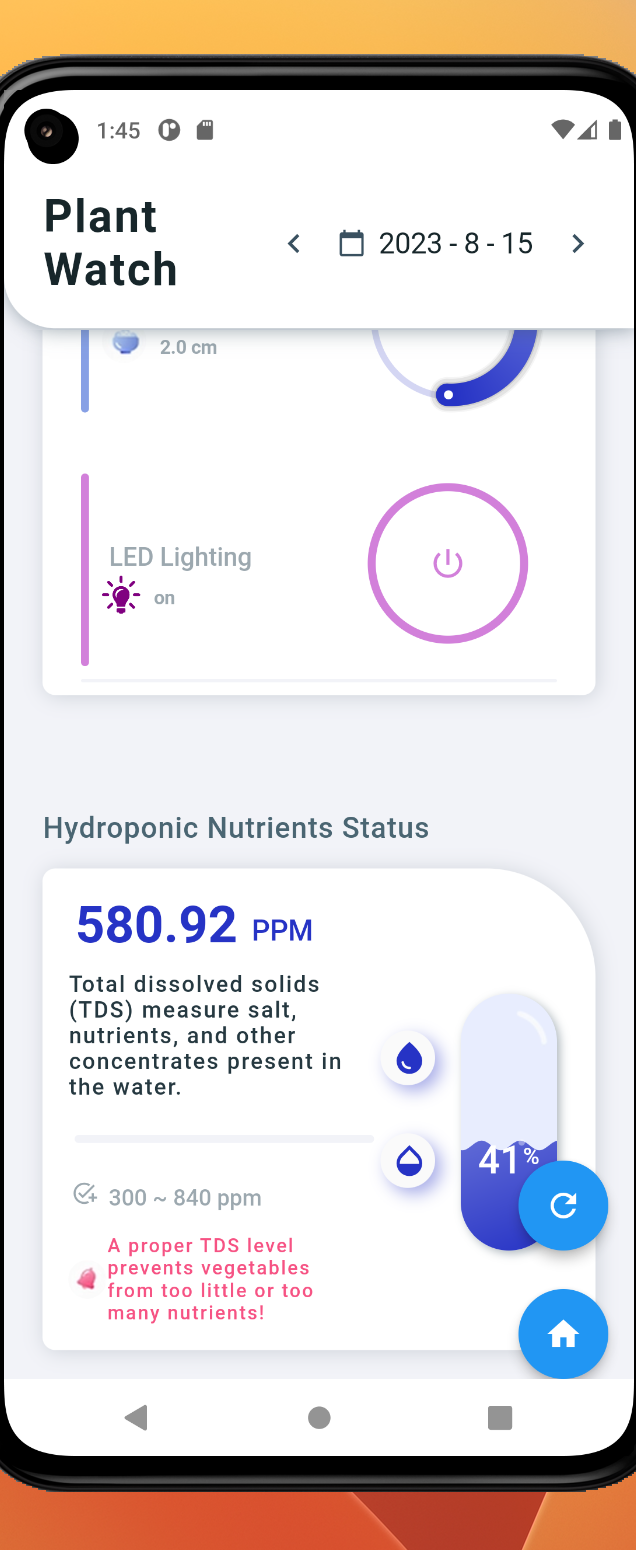 1:45
Plant
Watch
2023 - 8 - 15
2.0 cm
LED Lighting
on
Hydroponic Nutrients Status
580.92 PPM
Total dissolved solids
(TDS) measure salt,
nutrients, and other
concentrates present in
the water.
41%
300 ~ 840 ppm
A proper TDS level
prevents vegetables
from too little or too
many nutrients!